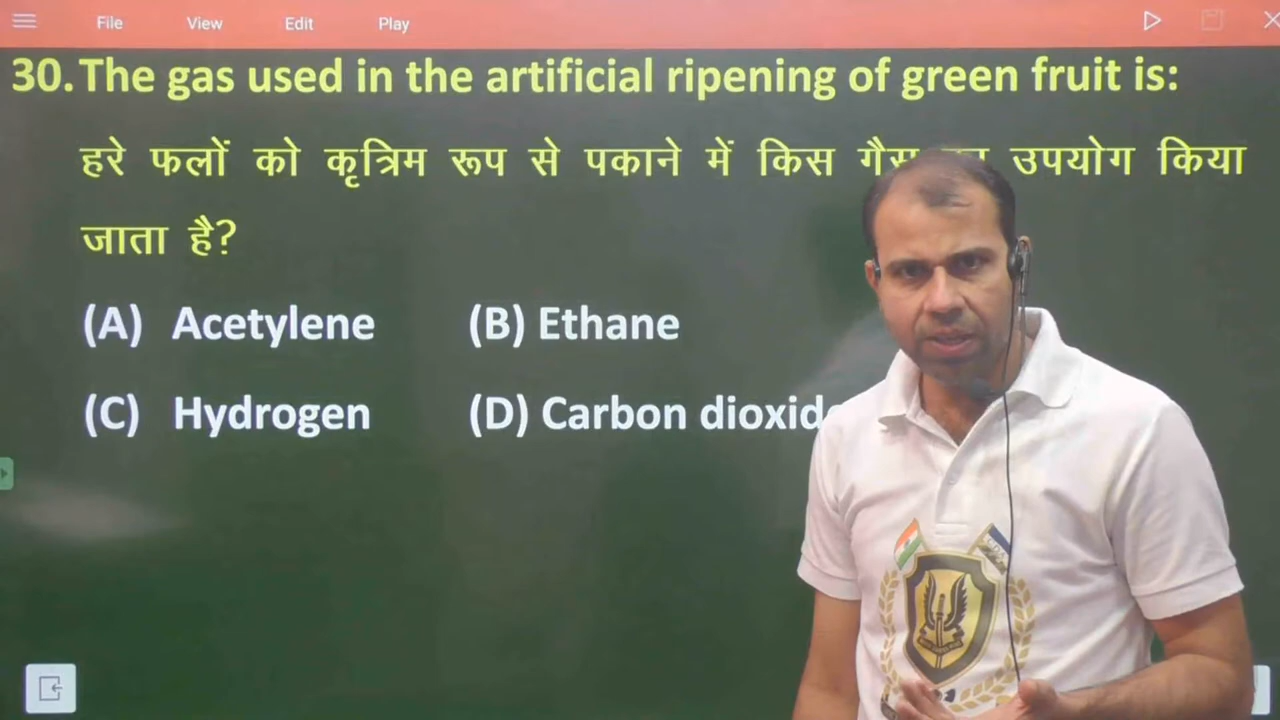 File View Edit Play
30. The gas used in the artificial ripening of green fruit is:
हरे फलों को कृत्रिम रूप से पकाने में किस उपयोग किया
जाता है?
(A) Acetylene (B) Ethane
(C) Hydrogen (D) Carbon